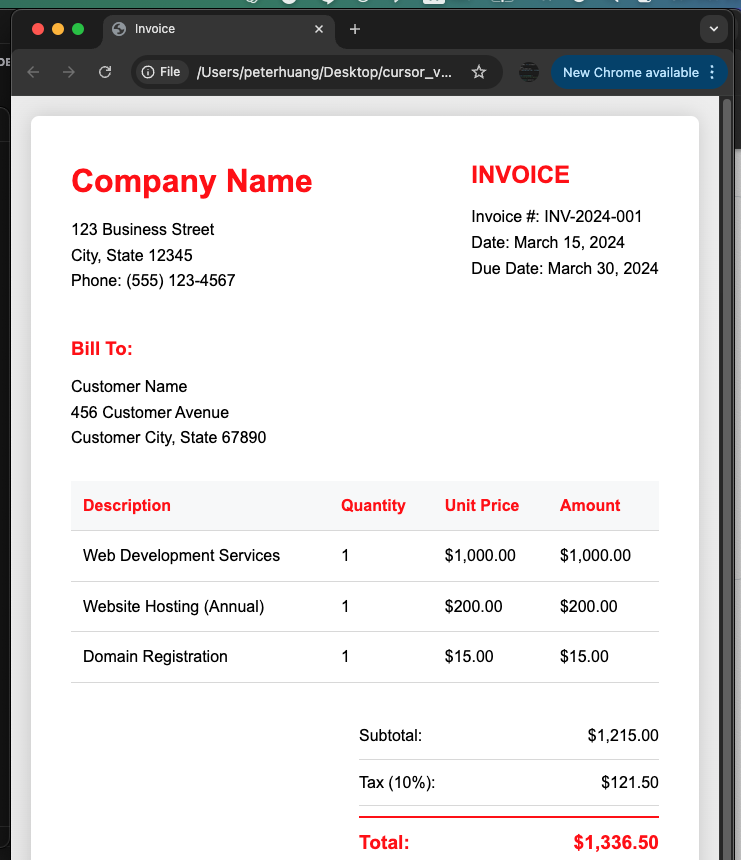 Invoice
File
/Users/peterhuang/Desktop/cursor_v...
New Chrome available
Company Name
123 Business Street
City, State 12345
Phone: (555) 123-4567
INVOICE
Invoice #: INV-2024-001
Date: March 15, 2024
Due Date: March 30, 2024
Bill To:
Customer Name
456 Customer Avenue
Customer City, State 67890
Description Quantity Unit Price Amount
Web Development Services 1 $1,000.00 $1,000.00
Website Hosting (Annual) 1 $200.00 $200.00
Domain Registration 1 $15.00 $15.00
Subtotal: $1,215.00
Tax (10%): $121.50
Total: $1,336.50